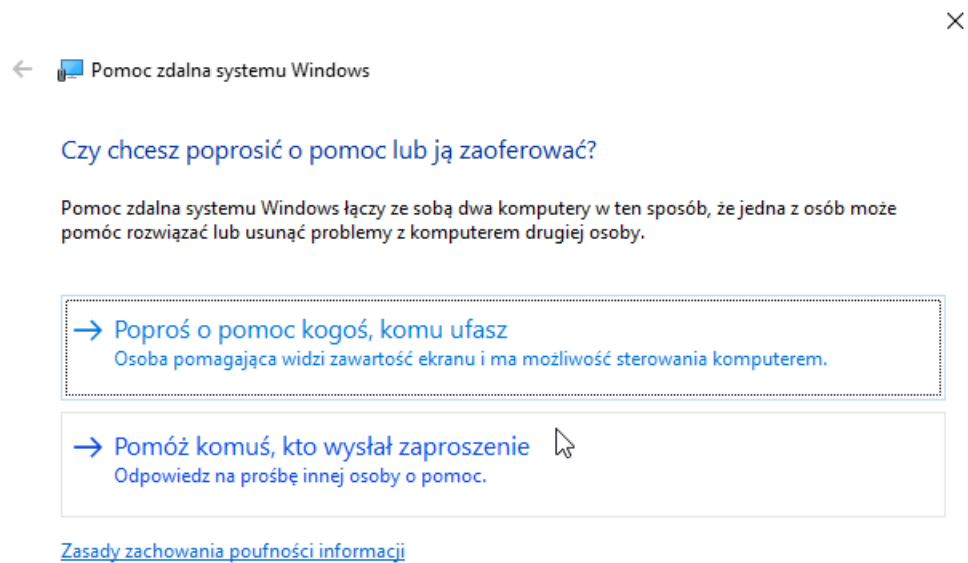 Pomoc zdalna systemu Windows
Czy chcesz poprosić o pomoc lub ją zaoferować?
Pomoc zdalna systemu Windows łączy ze sobą dwa komputery w ten sposób, że jedna z osób może
pomóc rozwiązać lub usunąć problemy z komputerem drugiej osoby.
Poproś o pomoc kogoś, komu ufasz
Osoba pomagająca widzi zawartość ekranu i ma możliwość sterowania komputerem.
Pomóż komuś, kto wysłał zaproszenie
Odpowiedz na prośbę innej osoby o pomoc.
Zasady zachowania poufności informacji